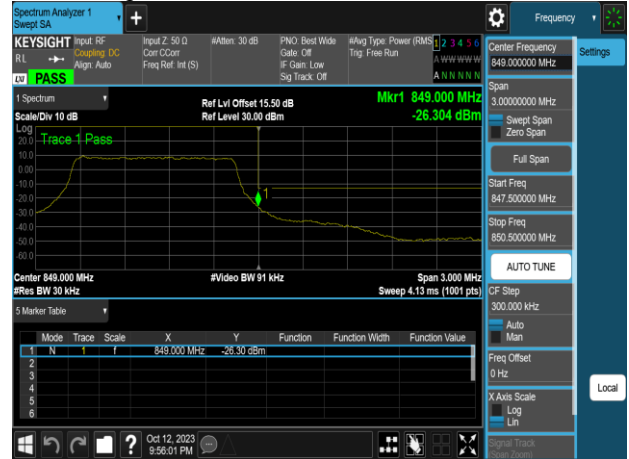 Spectrum Analyzer 1
Swept SA
Frequency
KEYSIGHT
Input: RF
Input Z: 50 Ω
#Atten: 30 dB
PNO: Best Wide
#Avg Type: Power (RMS
1 2 3 4 5 6
RL
Coupling: DC
Corr CCorr
Gate: Off
Trig: Free Run
Align: Auto
Freq Ref: Int (S)
IF Gain: Low
A W W W W W
Sig Track: Off
LXI
PASS
A N N N N N
1 Spectrum
Scale/Div 10 dB
Ref Lvl Offset 15.50 dB
Ref Level 30.00 dBm
Mkr1 849.000 MHz
-26.304 dBm
Log
Trace 1 Pass
20.0
10.0
0.00
-10.0
-20.0
-30.0
-40.0
-50.0
-60.0
1
Center 849.000 MHz
#Video BW 91 kHz
Span 3.000 MHz
#Res BW 30 kHz
Sweep 4.13 ms (1001 pts)
5 Marker Table
Mode Trace Scale X Y Function Function Width Function Value
1 N 1 f 849.000 MHz -26.30 dBm
2
3
4
5
6
Oct 12, 2023
9:56:01 PM
Center Frequency
849.000000 MHz
Settings
Span
3.00000000 MHz
Swept Span
Zero Span
Full Span
Start Freq
847.500000 MHz
Stop Freq
850.500000 MHz
AUTO TUNE
CF Step
300.000 kHz
Auto
Man
Freq Offset
0 Hz
X Axis Scale
Log
Lin
Local
Signal Track
(Span Zoom)